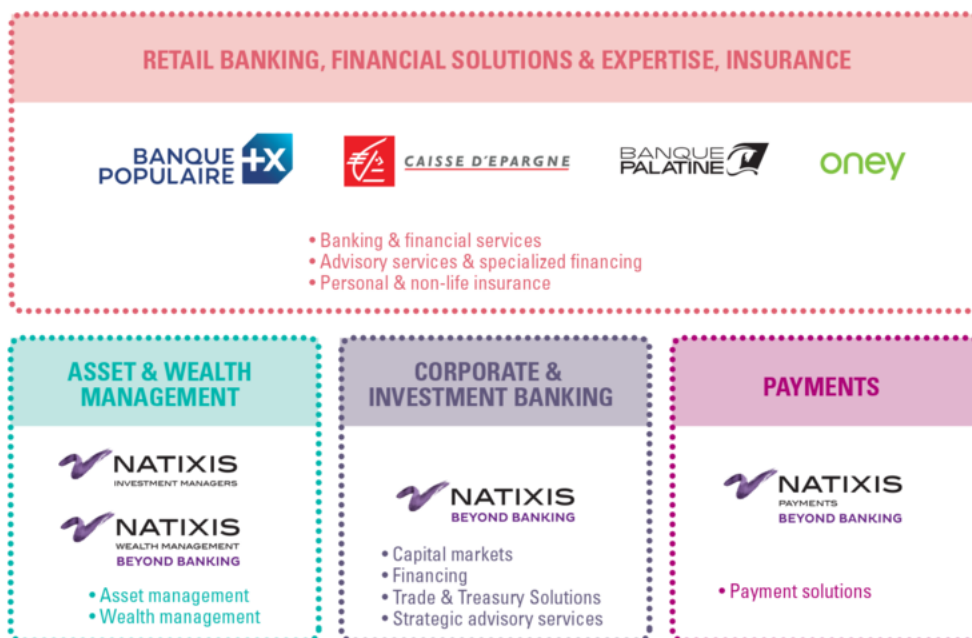 RETAIL BANKING, FINANCIAL SOLUTIONS & EXPERTISE, INSURANCE
BANQUE POPULAIRE +X
CAISSE D'EPARGNE
BANQUE PALATINE
oney
• Banking & financial services
• Advisory services & specialized financing
• Personal & non-life insurance
ASSET & WEALTH
MANAGEMENT
NATIXIS
INVESTMENT MANAGERS
NATIXIS
WEALTH MANAGEMENT
BEYOND BANKING
• Asset management
• Wealth management
CORPORATE &
INVESTMENT BANKING
NATIXIS
BEYOND BANKING
• Capital markets
• Financing
• Trade & Treasury Solutions
• Strategic advisory services
PAYMENTS
NATIXIS
PAYMENTS
BEYOND BANKING
• Payment solutions